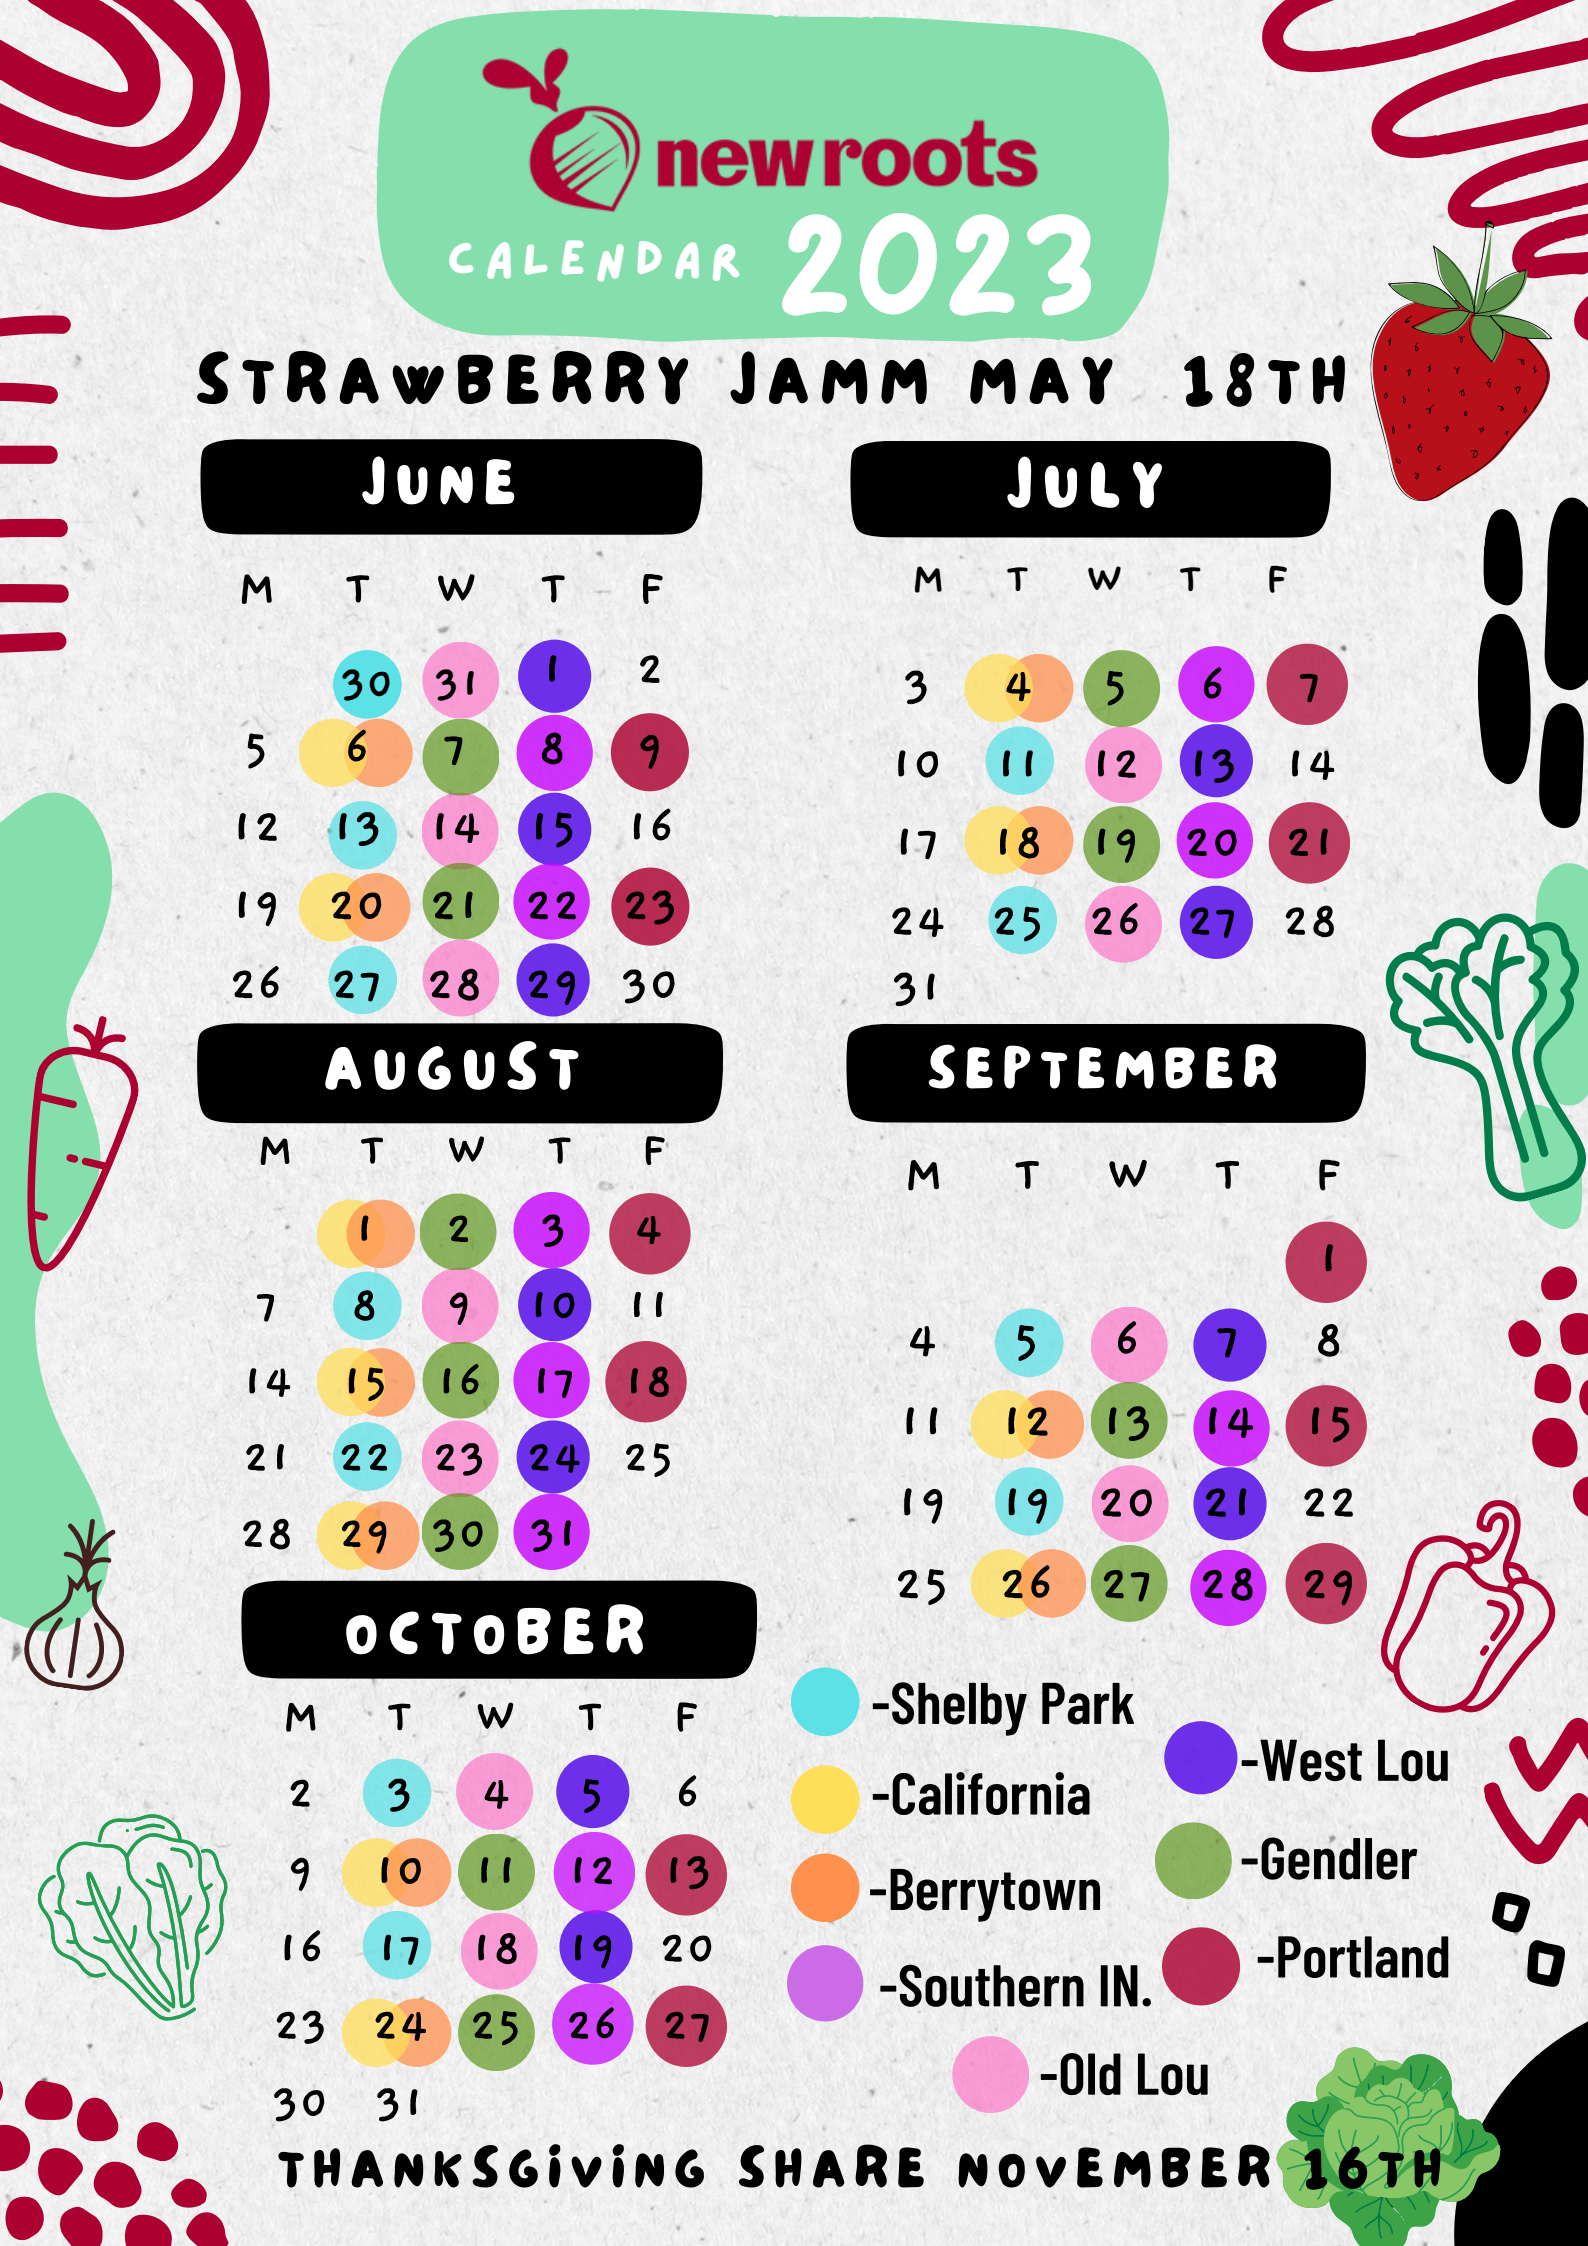 newroots
CALENDAR 2023
STRAWBERRY JAMM MAY 18TH
JUNE
M T W T F
30 31 1 2
5 6 7 8 9
12 13 14 15 16
19 20 21 22 23
26 27 28 29 30
JULY
M T W T F
3 4 5 6 7
10 11 12 13 14
17 18 19 20 21
24 25 26 27 28
31
AUGUST
M T W T F
1 2 3 4
7 8 9 10 11
14 15 16 17 18
21 22 23 24 25
28 29 30 31
SEPTEMBER
M T W T F
1
4 5 6 7 8
11 12 13 14 15
19 19 20 21 22
25 26 27 28 29
OCTOBER
M T W T F
2 3 4 5 6
9 10 11 12 13
16 17 18 19 20
23 24 25 26 27
30 31
-Shelby Park
-California
-Berrytown
-Southern IN.
-West Lou
-Gendler
-Portland
-Old Lou
THANKSGiViNG SHARE NOVEMBER 16TH